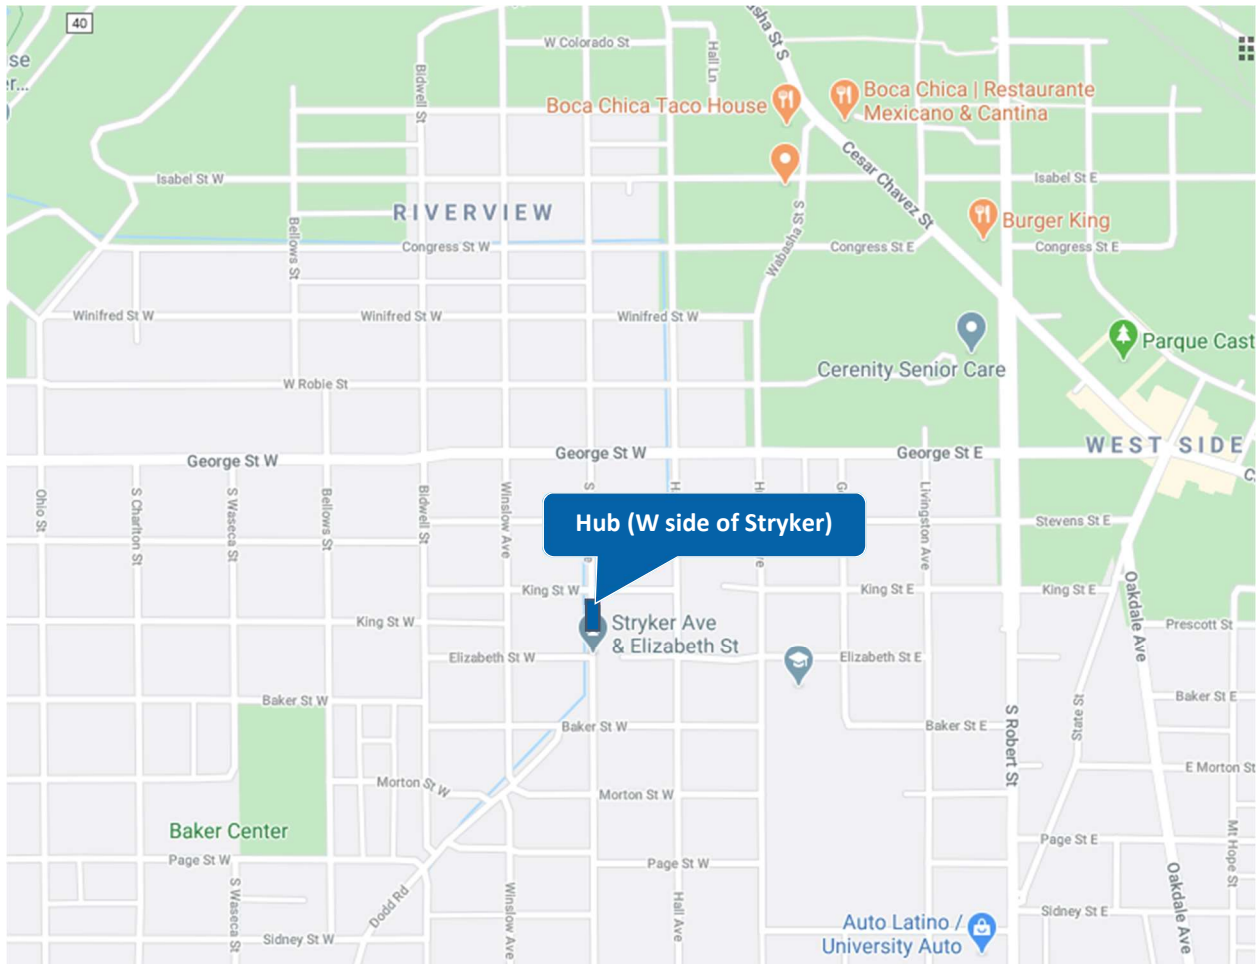 40
W Colorado St
Hall Ln
Bidwell St
Boca Chica Taco House
Boca Chica | Restaurante
Mexicano & Cantina
Cesar Chavez St
Isabel St W
Isabel St E
RIVERVIEW
Burger King
Bellows St
Wabasha St S
Congress St W
Congress St E
Congress St E
Winifred St W
Winifred St W
Winifred St W
Parque Cast
Cerenity Senior Care
W Robie St
WEST SIDE
George St W
George St W
George St E
Ohio St
S Charlton St
S Waseca St
Bellows St
Bidwell St
Winslow Ave
Livingston Ave
Hub (W side of Stryker)
Stevens St E
King St W
King St E
King St E
King St W
Stryker Ave
& Elizabeth St
Prescott St
Oakdale Ave
Elizabeth St W
Elizabeth St E
Baker St W
Baker St E
Baker St W
Baker St E
State St
S Robert St
E Morton St
Morton St W
Morton St W
Baker Center
Mt Hope St
Page St W
Page St W
Page St E
S Waseca St
Dodd Rd
Winslow Ave
Hall Ave
Oakdale Ave
Auto Latino /
University Auto
Sidney St W
Sidney St E